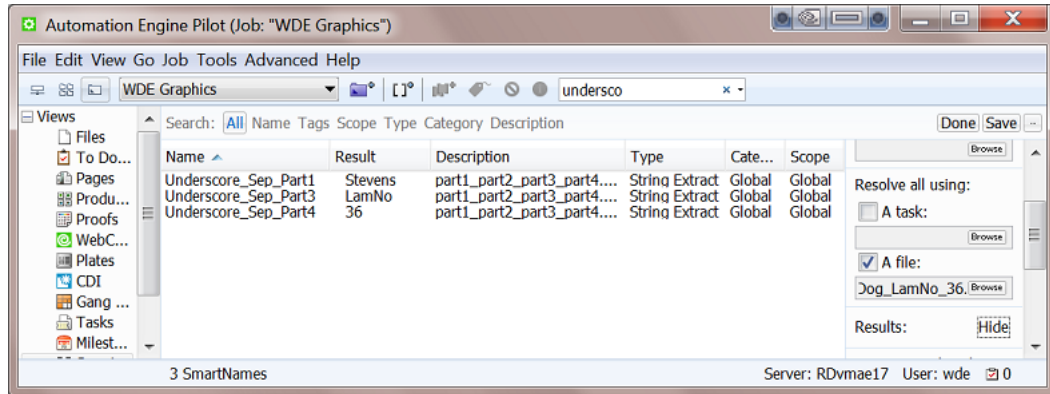 Automation Engine Pilot (Job: "WDE Graphics")
File Edit View Go Job Tools Advanced Help
WDE Graphics
undersco
Views
Files
To Do...
Pages
Produ...
Proofs
WebC...
Plates
CDI
Gang ...
Tasks
Milest...
Search: All Name Tags Scope Type Category Description
Done Save
Name Result Description Type Cate... Scope
Underscore_Sep_Part1 Stevens part1_part2_part3_part4.... String Extract Global Global
Underscore_Sep_Part3 LamNo part1_part2_part3_part4.... String Extract Global Global
Underscore_Sep_Part4 36 part1_part2_part3_part4.... String Extract Global Global
Browse
Resolve all using:
A task:
Browse
A file:
Dog_LamNo_36. Browse
Results: Hide
3 SmartNames Server: RDvmae17 User: wde 0